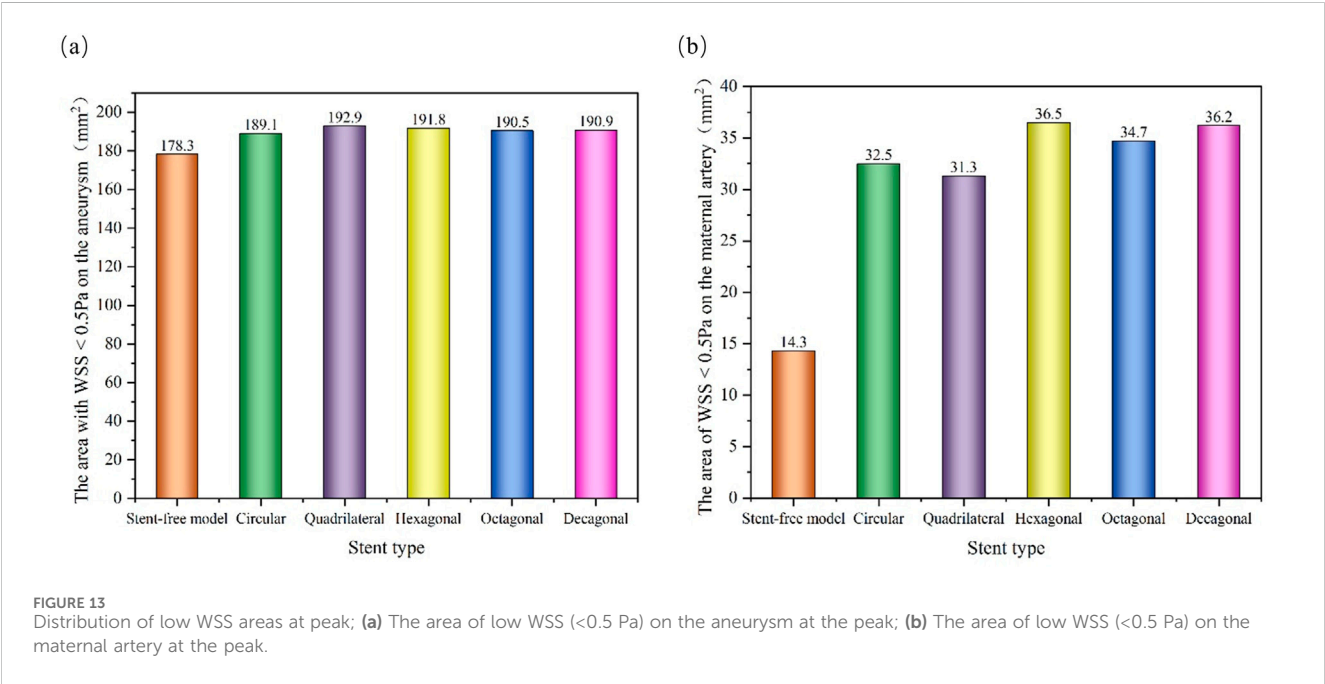 (a)
The area with WSS < 0.5Pa on the aneurysm (mm²)
200
180
160
140
120
100
80
60
40
20
0
178.3
189.1
192.9
191.8
190.5
190.9
Stent-free model Circular Quadrilateral Hexagonal Octagonal Decagonal
Stent type
(b)
The area of WSS < 0.5Pa on the maternal artery (mm²)
40
35
30
25
20
15
10
5
0
14.3
32.5
31.3
36.5
34.7
36.2
Stent-free model Circular Quadrilateral Hexagonal Octagonal Decagonal
Stent type
FIGURE 13
Distribution of low WSS areas at peak; (a) The area of low WSS (<0.5 Pa) on the aneurysm at the peak; (b) The area of low WSS (<0.5 Pa) on the
maternal artery at the peak.